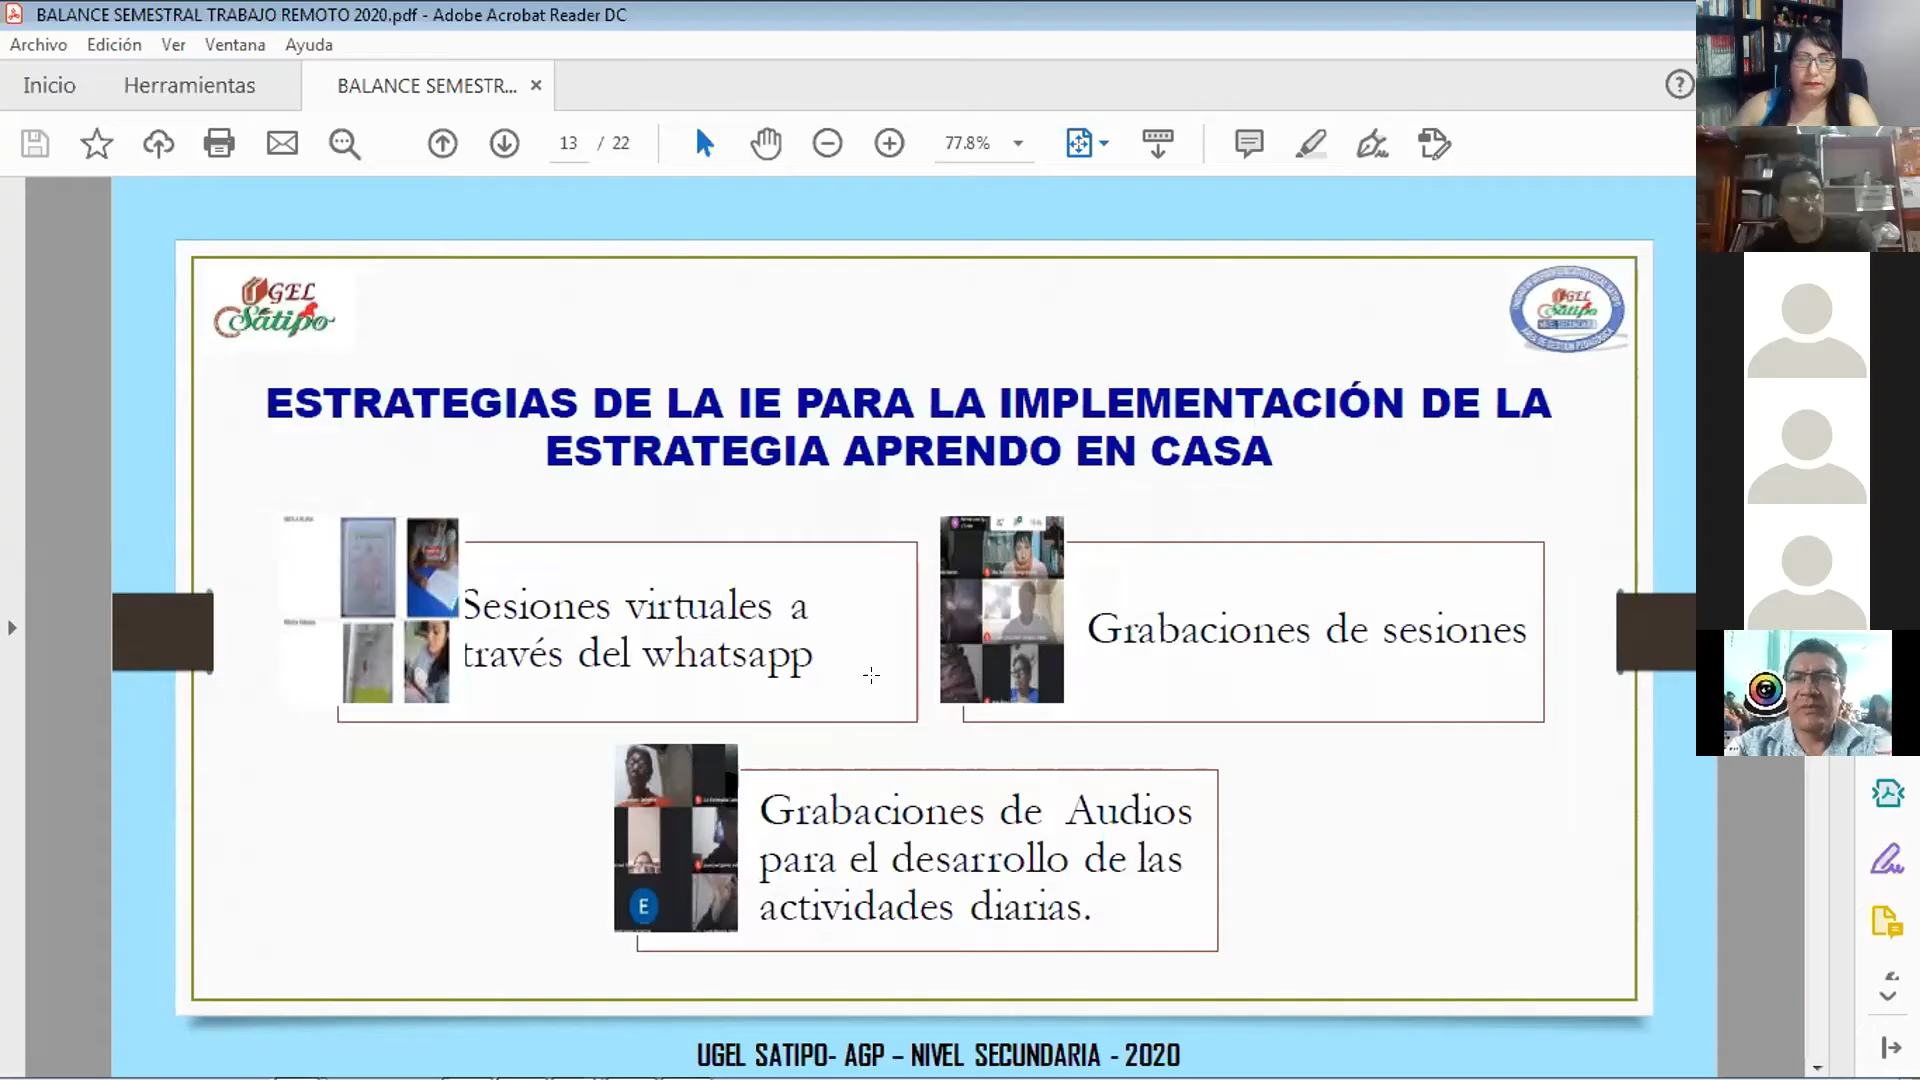 BALANCE SEMESTRAL TRABAJO REMOTO 2020.pdf - Adobe Acrobat Reader DC
Archivo Edición Ver Ventana Ayuda
Inicio Herramientas BALANCE SEMESTR... ×
13 / 22 77.8%
UGEL
Satipo
UGEL
Satipo
ESTRATEGIAS DE LA IE PARA LA IMPLEMENTACIÓN DE LA
ESTRATEGIA APRENDO EN CASA
Sesiones virtuales a
través del whatsapp
Grabaciones de sesiones
Grabaciones de Audios
para el desarrollo de las
actividades diarias.
E
UGEL SATIPO- AGP – NIVEL SECUNDARIA - 2020